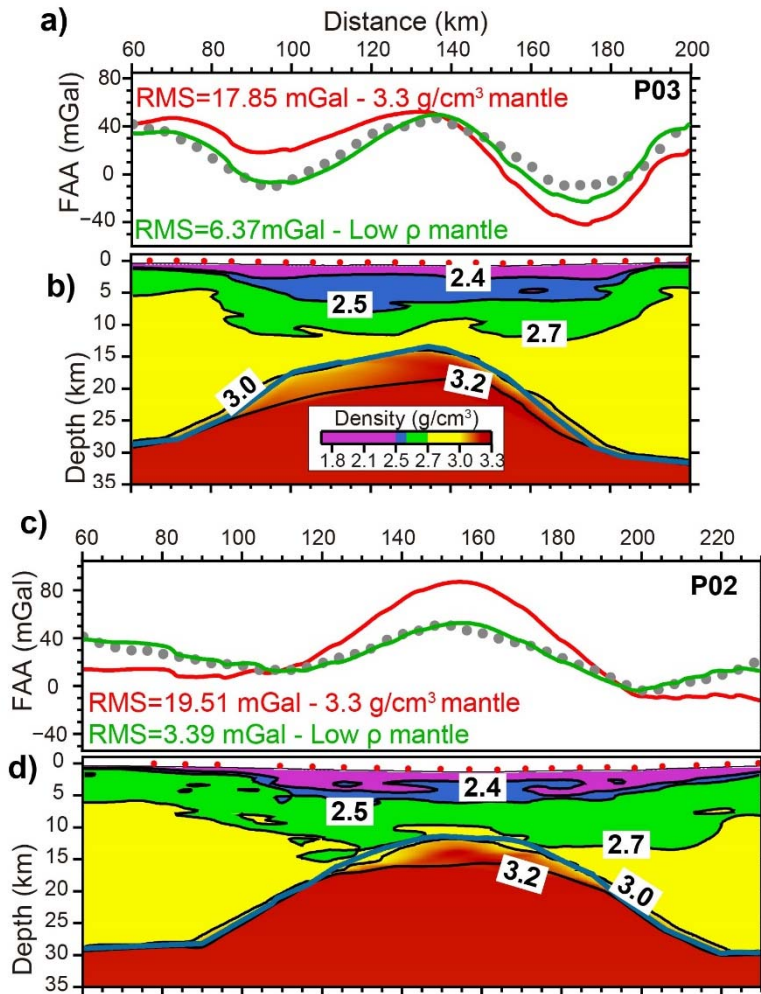 a)
Distance (km)
60 80 100 120 140 160 180 200
80
40
0
−40
FAA (mGal)
RMS=17.85 mGal - 3.3 g/cm³ mantle
P03
RMS=6.37mGal - Low ρ mantle
b)
0
5
10
15
20
25
30
35
Depth (km)
2.4
2.5
2.7
3.0
3.2
Density (g/cm³)
1.8 2.1 2.5 2.7 3.0 3.3
c)
60 80 100 120 140 160 180 200 220
80
40
0
−40
FAA (mGal)
P02
RMS=19.51 mGal - 3.3 g/cm³ mantle
RMS=3.39 mGal - Low ρ mantle
d)
0
5
10
15
20
25
30
35
Depth (km)
2.4
2.5
2.7
3.2
3.0